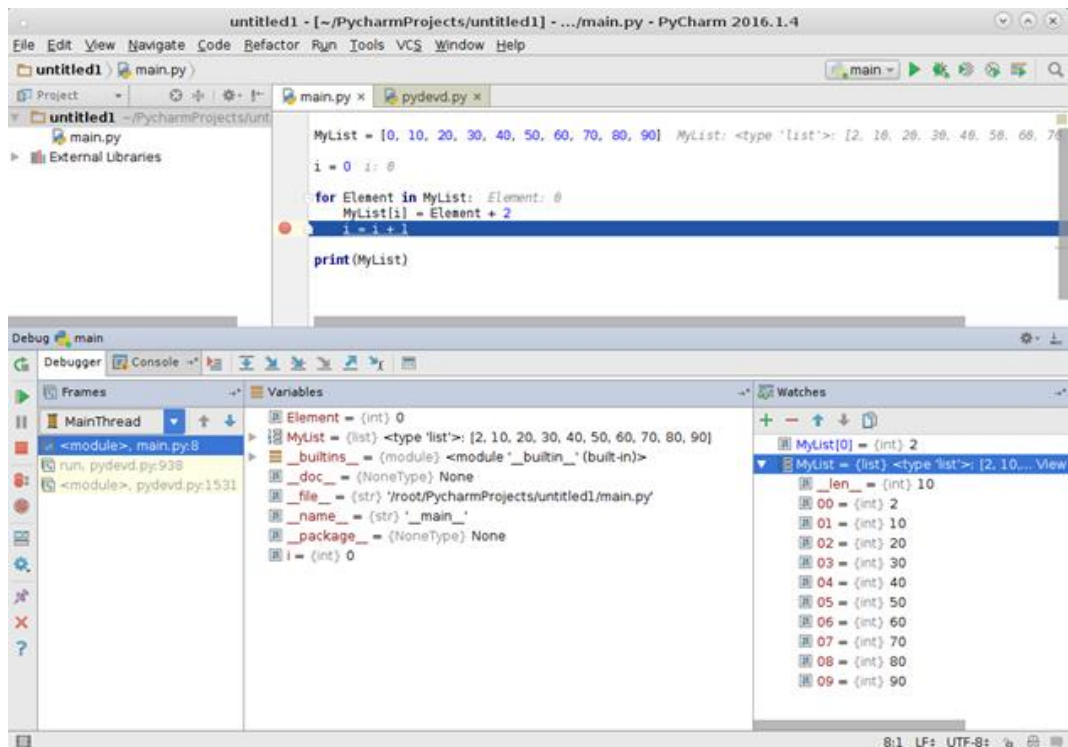 untitled1 - [~/PycharmProjects/untitled1] - .../main.py - PyCharm 2016.1.4
File Edit View Navigate Code Refactor Run Tools VCS Window Help
untitled1 main.py main
Project main.py × pydevd.py ×
untitled1 ~/PycharmProjects/unt
main.py
External Libraries
MyList = [0, 10, 20, 30, 40, 50, 60, 70, 80, 90] MyList: <type 'list'>: [2, 10, 20, 30, 40, 50, 60, 70
i = 0 i: 0
for Element in MyList: Element: 0
MyList[i] = Element + 2
i = i + 1
print(MyList)
Debug main
Debugger Console
Frames
MainThread
<module>, main.py:8
run, pydevd.py:938
<module>, pydevd.py:1531
Variables
Element = {int} 0
MyList = {list} <type 'list'>: [2, 10, 20, 30, 40, 50, 60, 70, 80, 90]
__builtins__ = {module} <module '__builtin__' (built-in)>
__doc__ = {NoneType} None
__file__ = {str} '/root/PycharmProjects/untitled1/main.py'
__name__ = {str} '__main__'
__package__ = {NoneType} None
i = {int} 0
Watches
MyList[0] = {int} 2
MyList = {list} <type 'list'>: [2, 10,... View
__len__ = {int} 10
00 = {int} 2
01 = {int} 10
02 = {int} 20
03 = {int} 30
04 = {int} 40
05 = {int} 50
06 = {int} 60
07 = {int} 70
08 = {int} 80
09 = {int} 90
8:1 LF÷ UTF-8÷